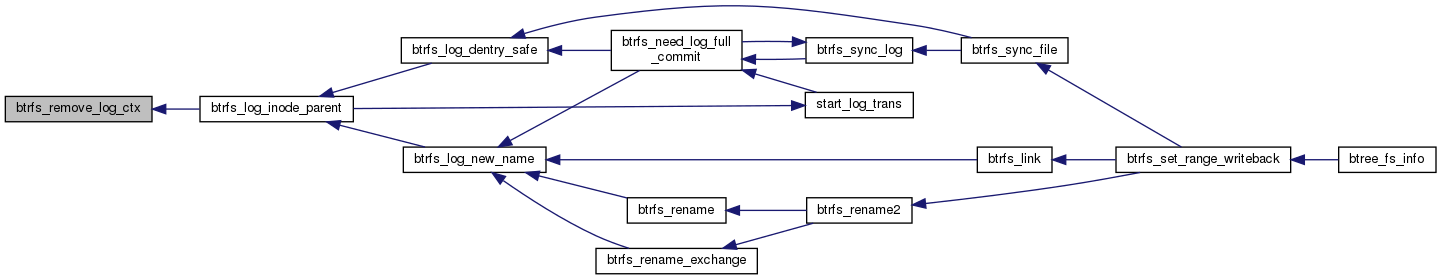 btrfs_remove_log_ctx
btrfs_log_inode_parent
btrfs_log_dentry_safe
btrfs_log_new_name
btrfs_need_log_full
_commit
btrfs_rename
btrfs_rename_exchange
btrfs_sync_log
start_log_trans
btrfs_rename2
btrfs_sync_file
btrfs_link
btrfs_set_range_writeback
btree_fs_info